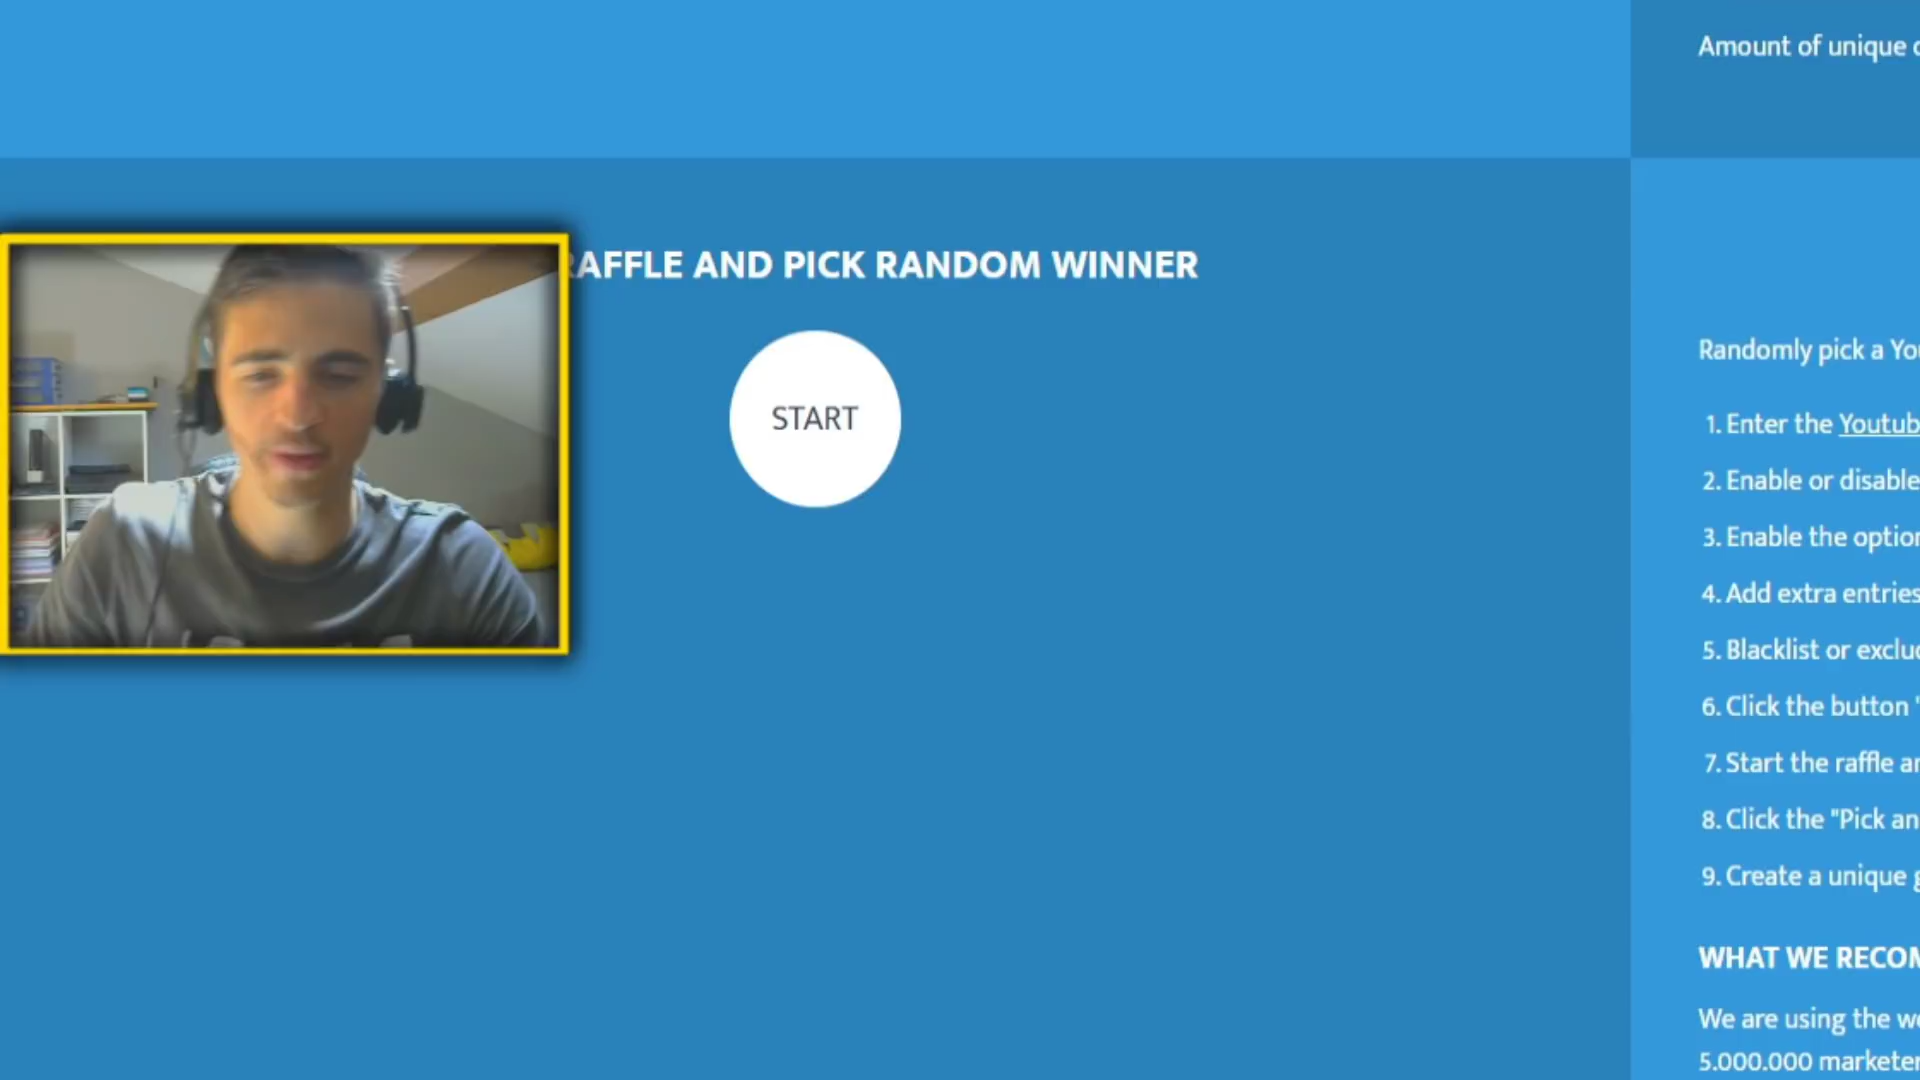 Amount of unique
RAFFLE AND PICK RANDOM WINNER
START
Randomly pick a
1. Enter the
2. Enable or disable
3. Enable the
4. Add extra entries
5. Blacklist or
6. Click the button "
7. Start the raffle
8. Click the "Pick
9. Create a unique
WHAT WE
We are using the
5.000.000